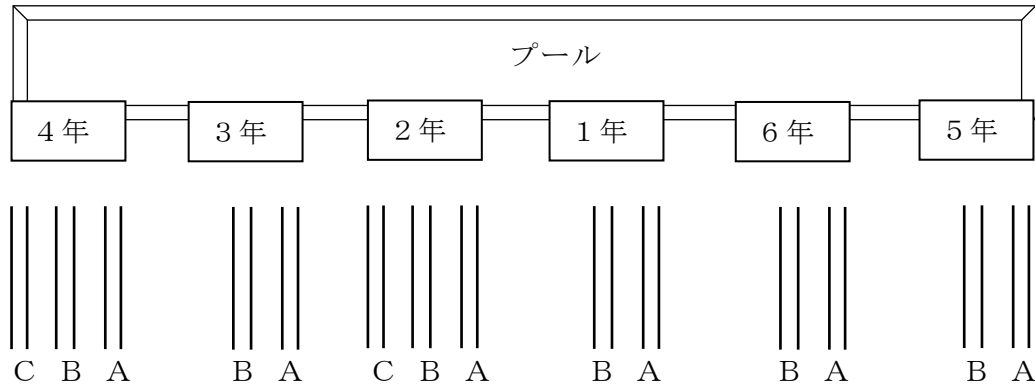 プール
４年 ３年 ２年 １年 ６年 ５年
Ｃ Ｂ Ａ Ｂ Ａ Ｃ Ｂ Ａ Ｂ Ａ Ｂ Ａ Ｂ Ａ